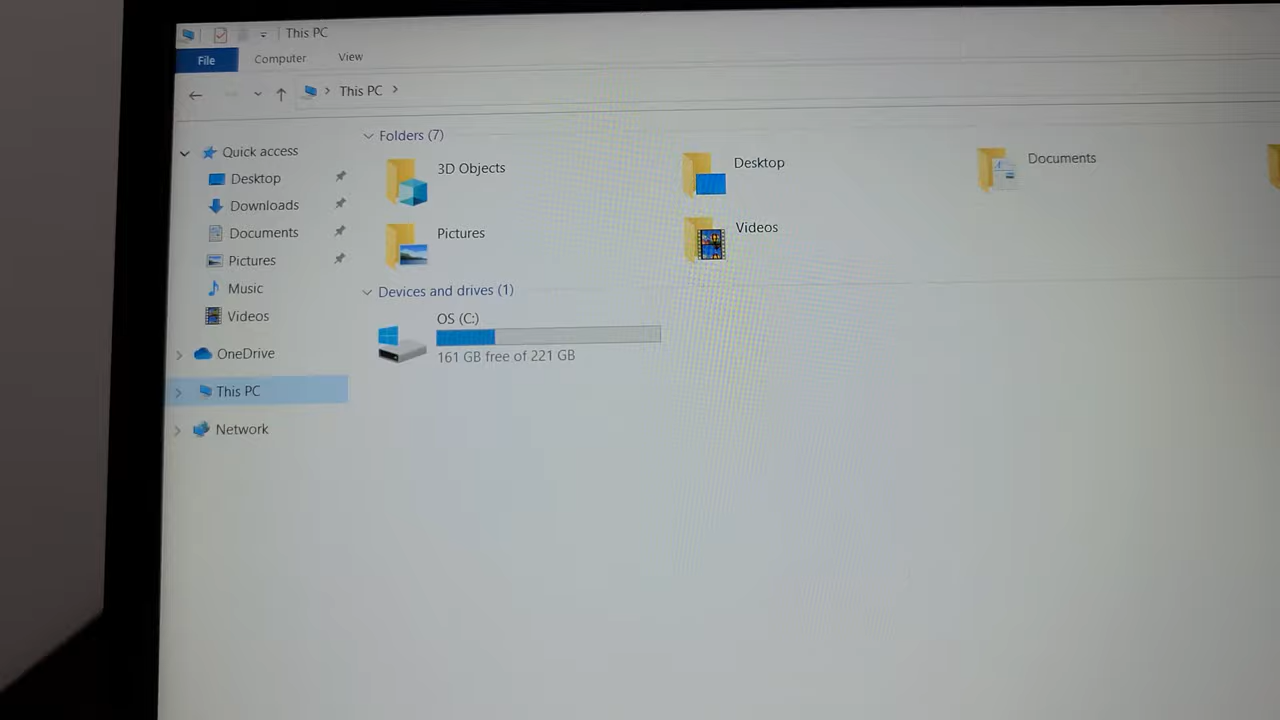 This PC
File
Computer
View
This PC
Quick access
Desktop
Downloads
Documents
Pictures
Music
Videos
OneDrive
This PC
Network
Folders (7)
3D Objects
Desktop
Documents
Pictures
Videos
Devices and drives (1)
OS (C:)
161 GB free of 221 GB